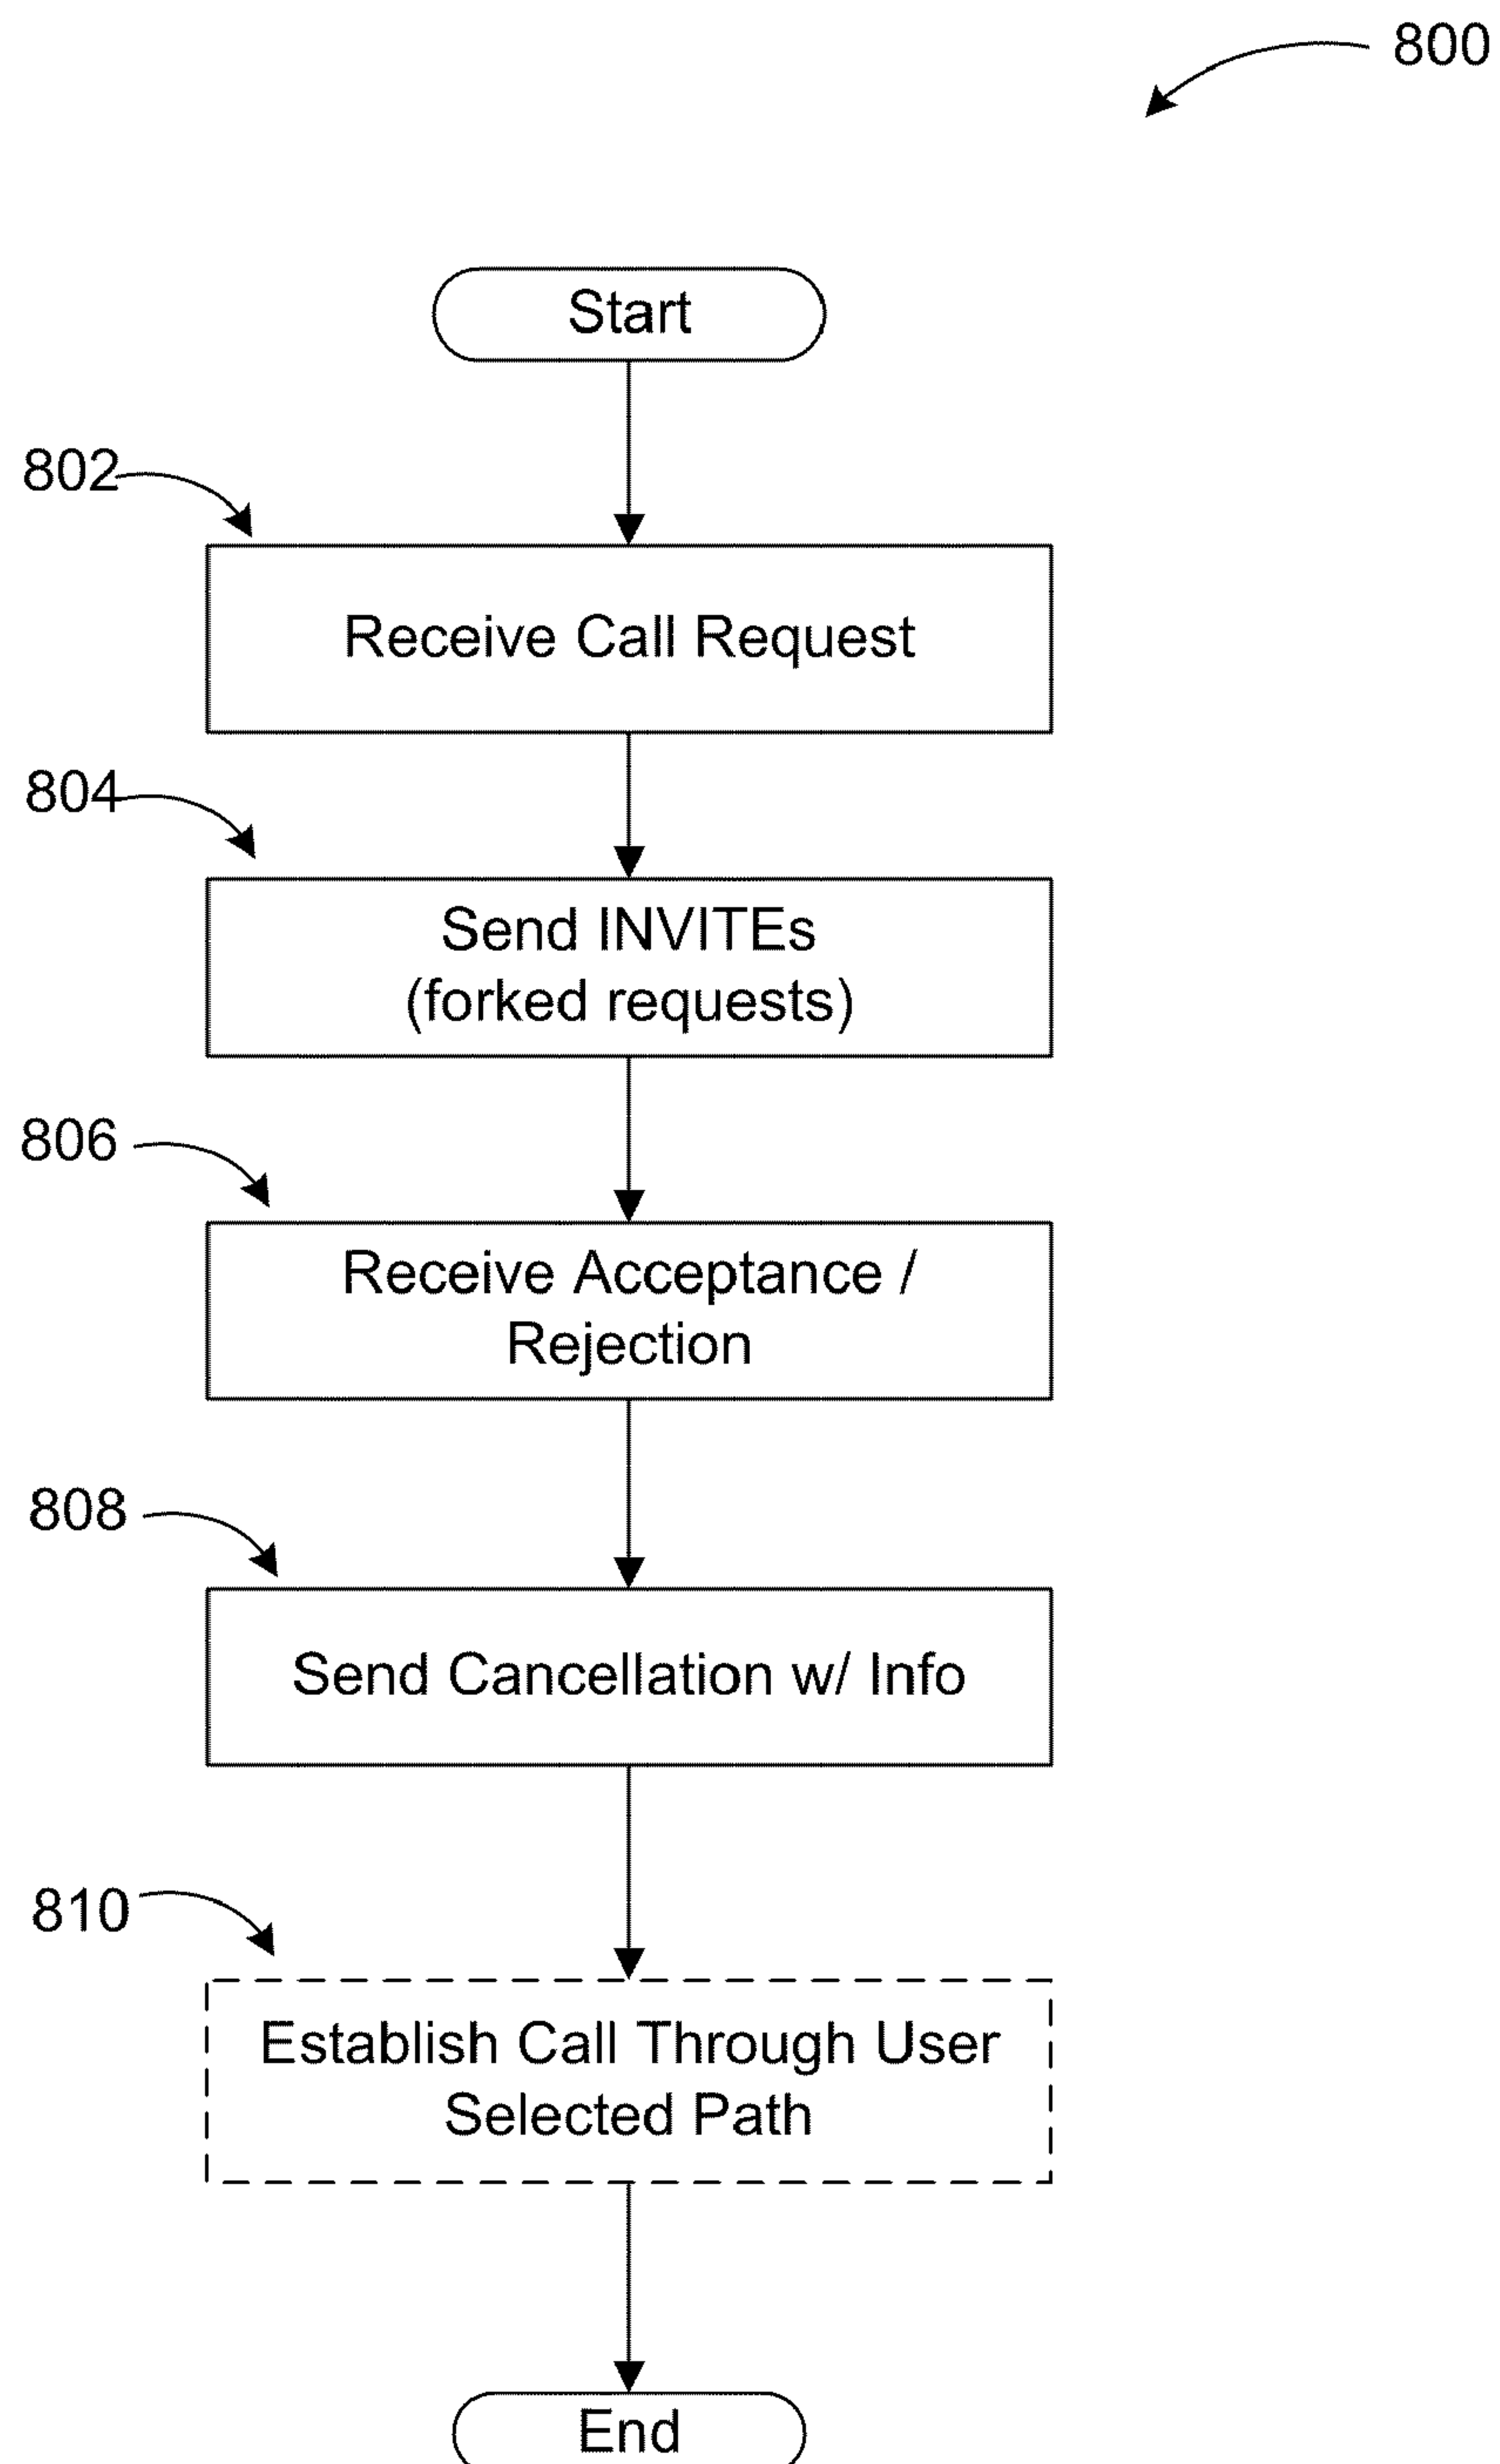 800
Start
802
Receive Call Request
804
Send INVITEs
(forked requests)
806
Receive Acceptance /
Rejection
808
Send Cancellation w/ Info
810
Establish Call Through User
Selected Path
End